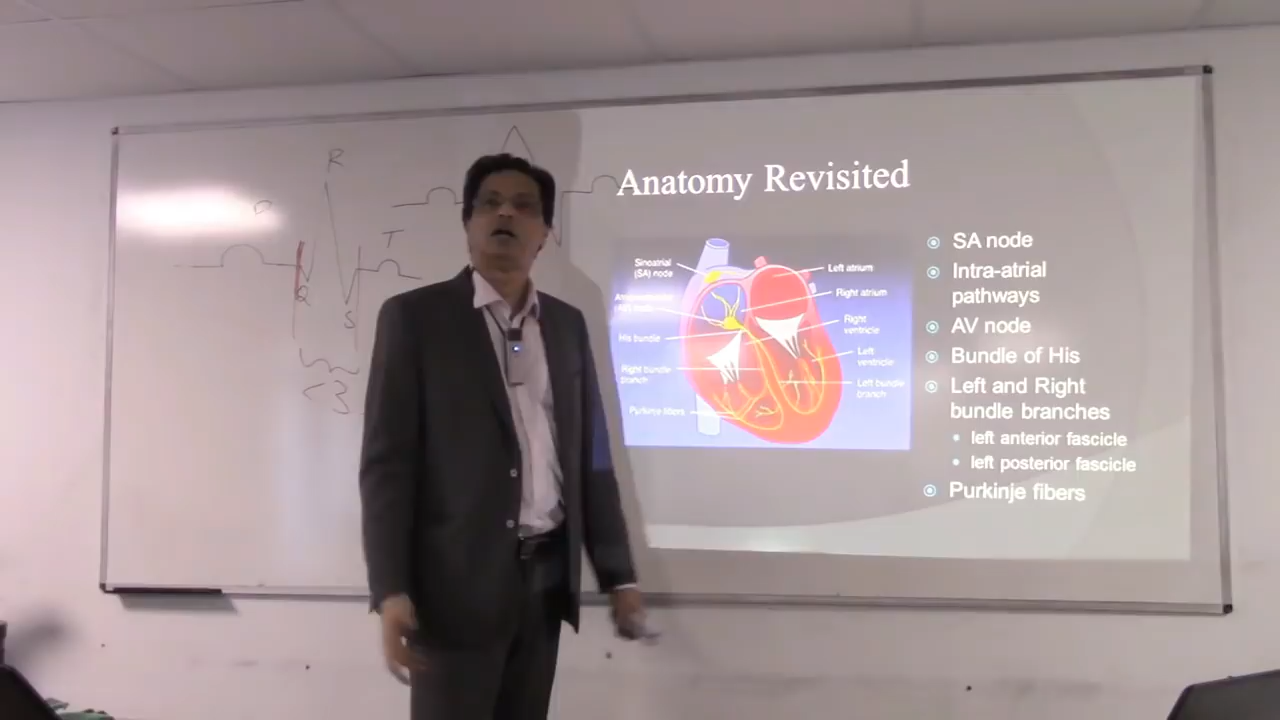 R
P
T
Q
S
< 3
Anatomy Revisited
Sinoatrial
(SA) node
His bundle
Right bundle
branch
Purkinje fibers
Left atrium
Right atrium
Right
ventricle
Left
ventricle
Left bundle
branch
SA node
Intra-atrial
pathways
AV node
Bundle of His
Left and Right
bundle branches
left anterior fascicle
left posterior fascicle
Purkinje fibers